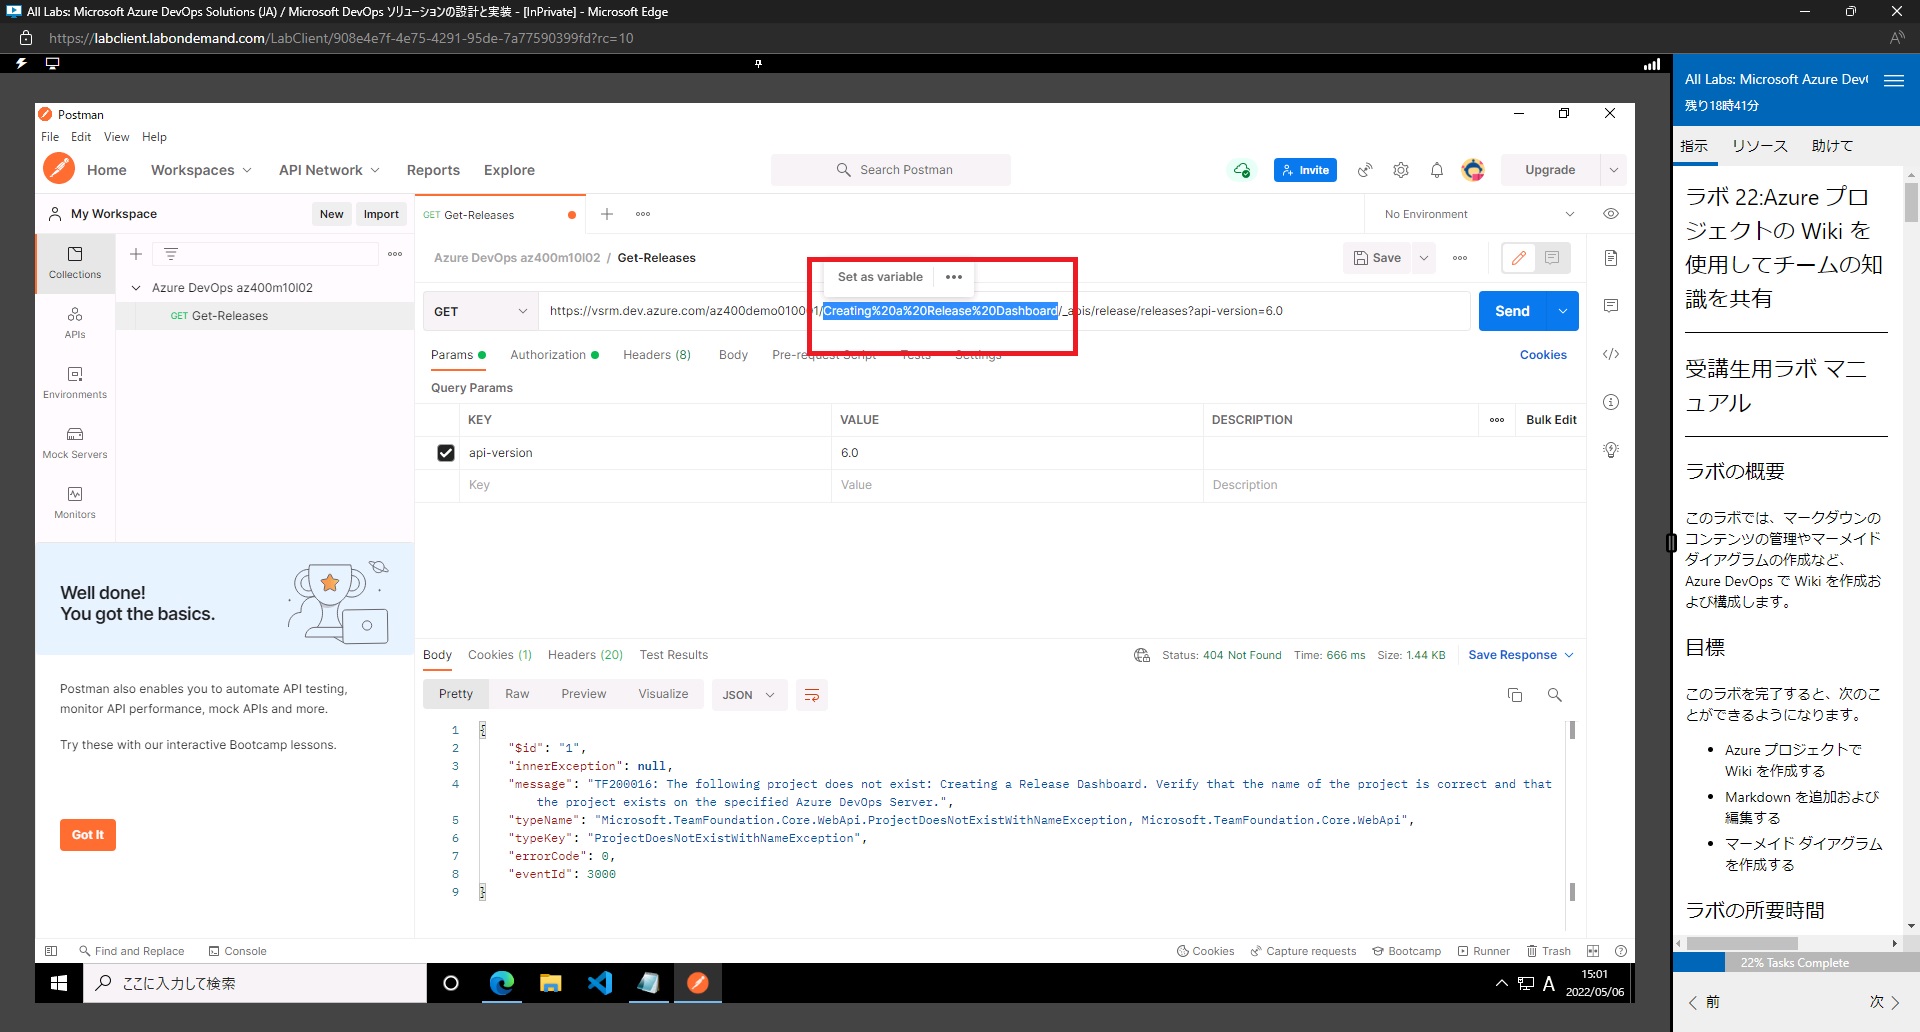 All Labs: Microsoft Azure DevOps Solutions (JA) / Microsoft DevOps ソリューションの設計と実装 - [InPrivate] - Microsoft Edge
https://labclient.labondemand.com/LabClient/908e4e7f-4e75-4291-95de-7a77590399fd?rc=10
Postman
File Edit View Help
Home Workspaces API Network Reports Explore
Search Postman
Invite
Upgrade
My Workspace
New Import
GET Get-Releases
No Environment
Collections
APIs
Environments
Mock Servers
Monitors
Azure DevOps az400m10l02
GET Get-Releases
Azure DevOps az400m10l02 / Get-Releases
Save
Set as variable
GET
https://vsrm.dev.azure.com/az400demo010001/Creating%20a%20Release%20Dashboard/_apis/release/releases?api-version=6.0
Send
Params Authorization Headers (8) Body Pre-request Script Tests Settings
Cookies
Query Params
KEY VALUE DESCRIPTION
Bulk Edit
api-version 6.0
Key Value Description
Well done!
You got the basics.
Postman also enables you to automate API testing,
monitor API performance, mock APIs and more.
Try these with our interactive Bootcamp lessons.
Got It
Body Cookies (1) Headers (20) Test Results
Status: 404 Not Found Time: 666 ms Size: 1.44 KB Save Response
Pretty Raw Preview Visualize JSON
1 {
2 "$id": "1",
3 "innerException": null,
4 "message": "TF200016: The following project does not exist: Creating a Release Dashboard. Verify that the name of the project is correct and that
the project exists on the specified Azure DevOps Server.",
5 "typeName": "Microsoft.TeamFoundation.Core.WebApi.ProjectDoesNotExistWithNameException, Microsoft.TeamFoundation.Core.WebApi",
6 "typeKey": "ProjectDoesNotExistWithNameException",
7 "errorCode": 0,
8 "eventId": 3000
9 }
Find and Replace Console
Cookies Capture requests Bootcamp Runner Trash
ここに入力して検索
A
15:01
2022/05/06
All Labs: Microsoft Azure Dev
残り18時41分
指示 リソース 助けて
ラボ 22:Azure プロ
ジェクトの Wiki を
使用してチームの知
識を共有
受講生用ラボ マニ
ュアル
ラボの概要
このラボでは、マークダウンの
コンテンツの管理やマーメイド
ダイアグラムの作成など、
Azure DevOps で Wiki を作成お
よび構成します。
目標
このラボを完了すると、次のこ
とができるようになります。
• Azure プロジェクトで
Wiki を作成する
• Markdown を追加および
編集する
• マーメイド ダイアグラム
を作成する
ラボの所要時間
22% Tasks Complete
前 次